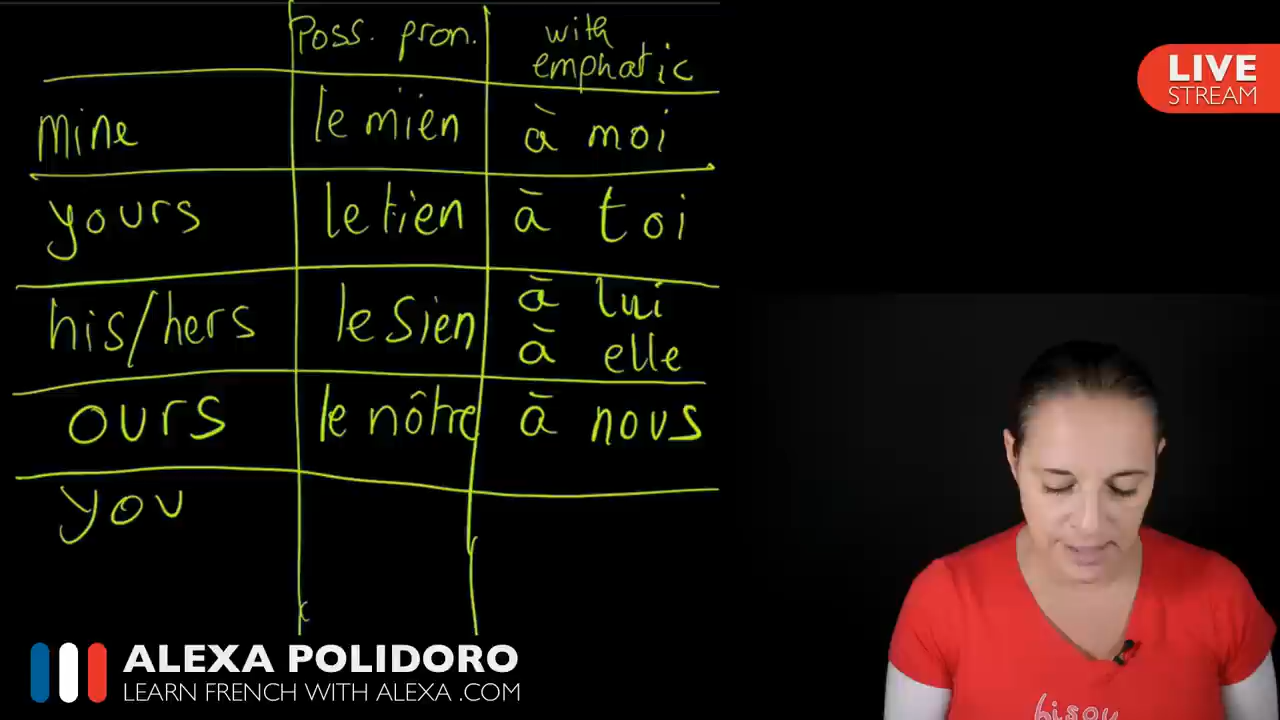 Poss. pron.
with
emphatic
mine
le mien
à moi
yours
le tien
à toi
his/hers
le sien
à lui
à elle
ours
le nôtre
à nous
you
LIVE
STREAM
ALEXA POLIDORO
LEARN FRENCH WITH ALEXA .COM
bisou